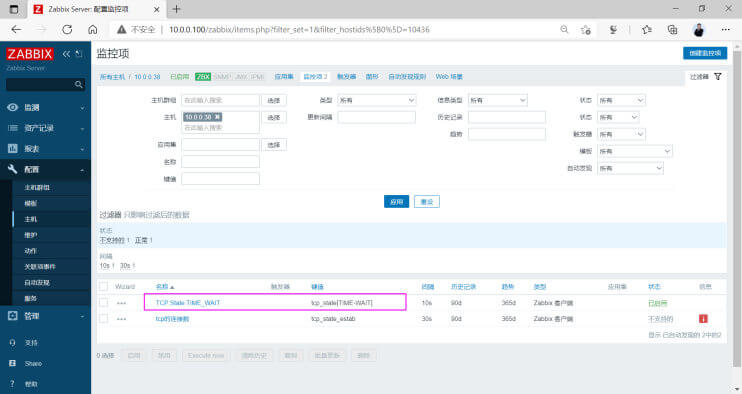 Zabbix Server: 配置监控项
不安全 | 10.0.0.100/zabbix/items.php?filter_set=1&filter_hostids%5B0%5D=10436
ZABBIX
Zabbix Server
监测
资产记录
报表
配置
主机群组
模板
主机
维护
动作
关联项事件
自动发现
服务
管理
支持
Share
帮助
监控项
创建监控项
所有主机 / 10.0.0.38 已启用 ZBX SNMP JMX IPMI 应用集 监控项 2 触发器 图形 自动发现规则 Web 场景
过滤器
主机群组 在此输入搜索 选择 类型 所有 信息类型 所有 状态 所有
主机 10.0.0.38 选择 更新间隔 历史记录 状态 所有
在此输入搜索 趋势 触发器 所有
应用集 选择 模板 所有
名称 自动发现 所有
键值
应用 重设
过滤器 只影响过滤后的数据
状态
不支持的 1 正常 1
间隔
10s 1 30s 1
Wizard 名称 触发器 键值 间隔 历史记录 趋势 类型 应用集 状态 信息
TCP State TIME_WAIT tcp_state[TIME-WAIT] 10s 90d 365d Zabbix 客户端 已启用
tcp的连接数 tcp_state_estab 30s 90d 365d Zabbix 客户端 不支持的
显示 已自动发现的 2中的2
0 选择 启用 禁用 Execute now 清除历史 复制 批量更新 删除